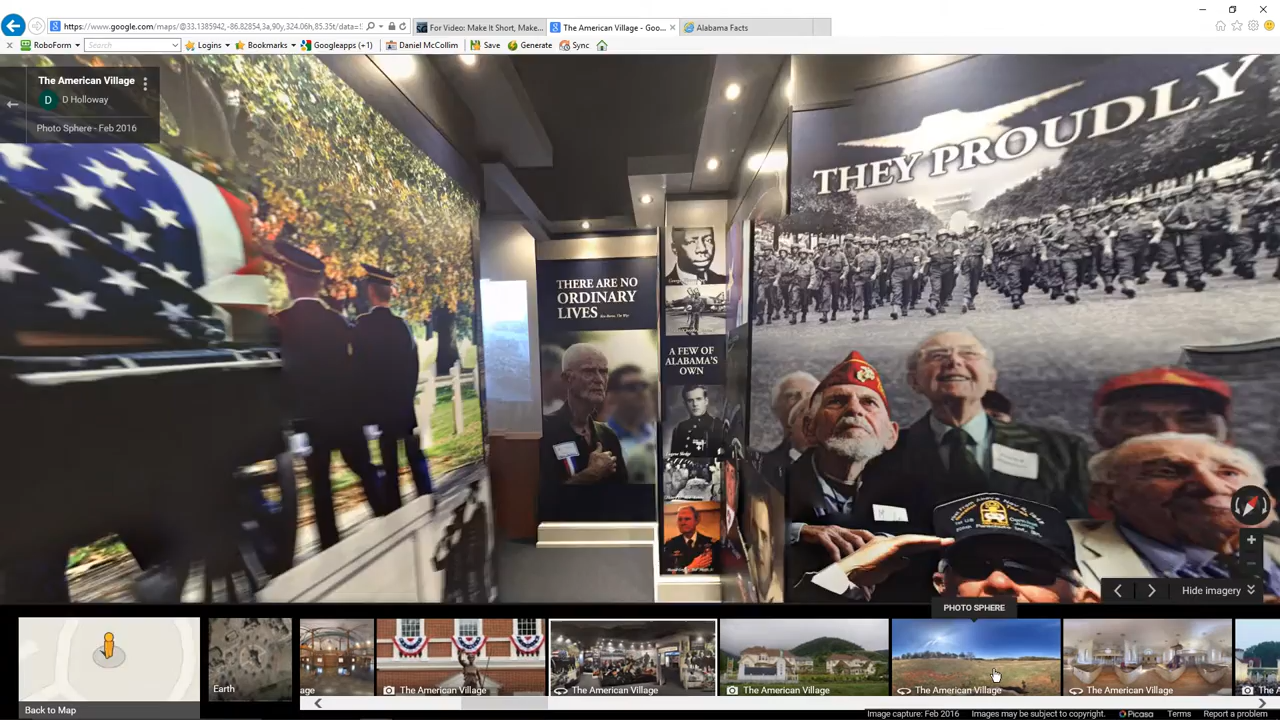 https://www.google.com/maps/@33.1385942,-86.82854,3a,90y,324.06h,85.35t/data=!
For Video: Make It Short, Make...
The American Village - Goo...
Alabama Facts
RoboForm
Search
Logins
Bookmarks
Googleapps (+1)
Daniel McCollim
Save
Generate
Sync
The American Village
D
D Holloway
Photo Sphere - Feb 2016
THEY PROUDLY
THERE ARE NO
ORDINARY
LIVES
A FEW OF
ALABAMA'S
OWN
Hide imagery
PHOTO SPHERE
Earth
age
The American Village
The American Village
The American Village
The American Village
The American Village
The A
Back to Map
Image capture: Feb 2016
Images may be subject to copyright.
Picasa
Terms
Report a problem